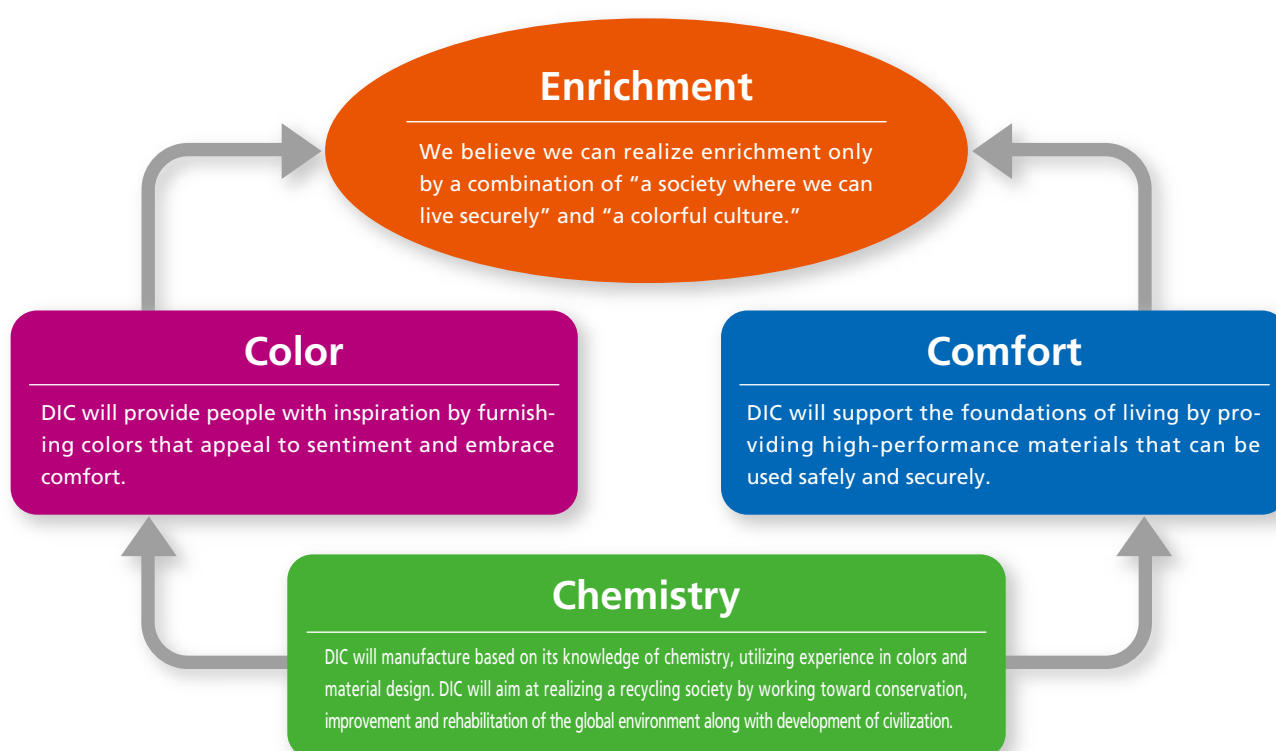 Enrichment
We believe we can realize enrichment only
by a combination of “a society where we can
live securely” and “a colorful culture.”
Color
DIC will provide people with inspiration by furnish-
ing colors that appeal to sentiment and embrace
comfort.
Comfort
DIC will support the foundations of living by pro-
viding high-performance materials that can be
used safely and securely.
Chemistry
DIC will manufacture based on its knowledge of chemistry, utilizing experience in colors and
material design. DIC will aim at realizing a recycling society by working toward conservation,
improvement and rehabilitation of the global environment along with development of civilization.